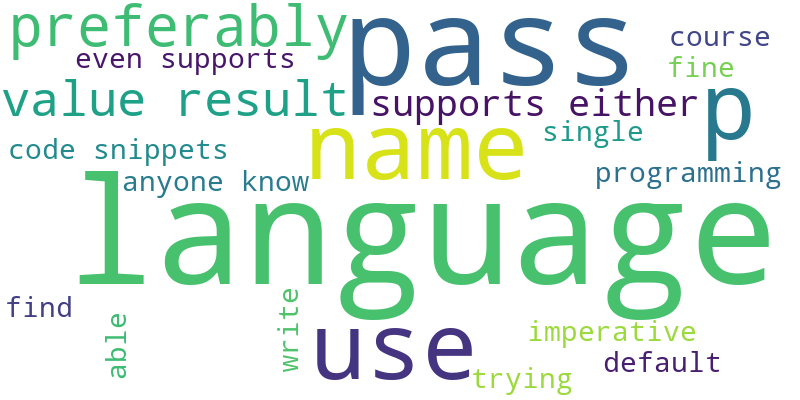 preferably
pass
course
even supports
fine
value result
supports either
p
name
single
code snippets
anyone know
programming
language
find
able
write
use
imperative
default
trying